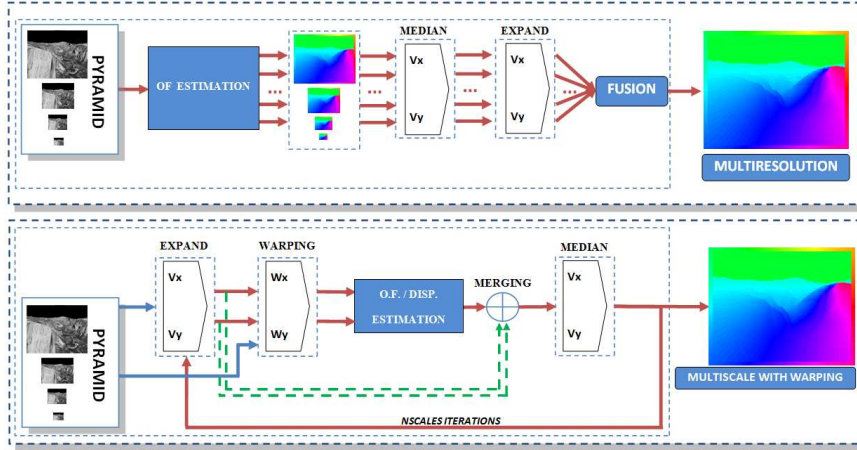 PYRAMID
OF ESTIMATION
...
...
MEDIAN
Vx
Vy
...
EXPAND
Vx
Vy
...
FUSION
MULTIRESOLUTION
PYRAMID
EXPAND
Vx
Vy
WARPING
Wx
Wy
O.F. / DISP.
ESTIMATION
MERGING
MEDIAN
Vx
Vy
NSCALES ITERATIONS
MULTISCALE WITH WARPING